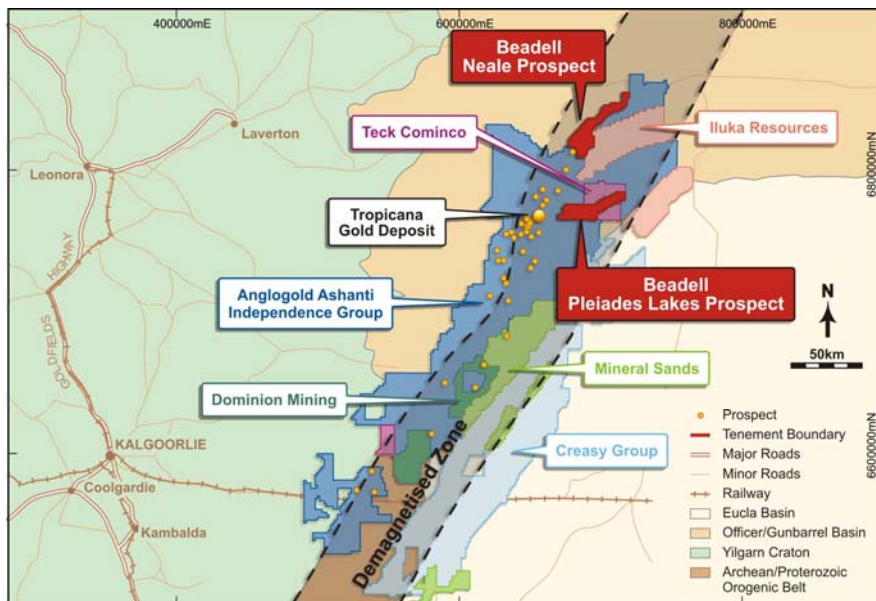 400000mE
600000mE
800000mE
Beadell
Neale Prospect
Teck Cominco
Iluka Resources
Laverton
Leonora
6800000mN
Tropicana
Gold Deposit
HIGHWAY
GOLDFIELDS
Anglogold Ashanti
Independence Group
Beadell
Pleiades Lakes Prospect
N
50km
Mineral Sands
Dominion Mining
Creasy Group
Demagnetised Zone
KALGOORLIE
Coolgardie
Kambalda
6600000mN
Prospect
Tenement Boundary
Major Roads
Minor Roads
Railway
Eucla Basin
Officer/Gunbarrel Basin
Yilgarn Craton
Archean/Proterozoic
Orogenic Belt